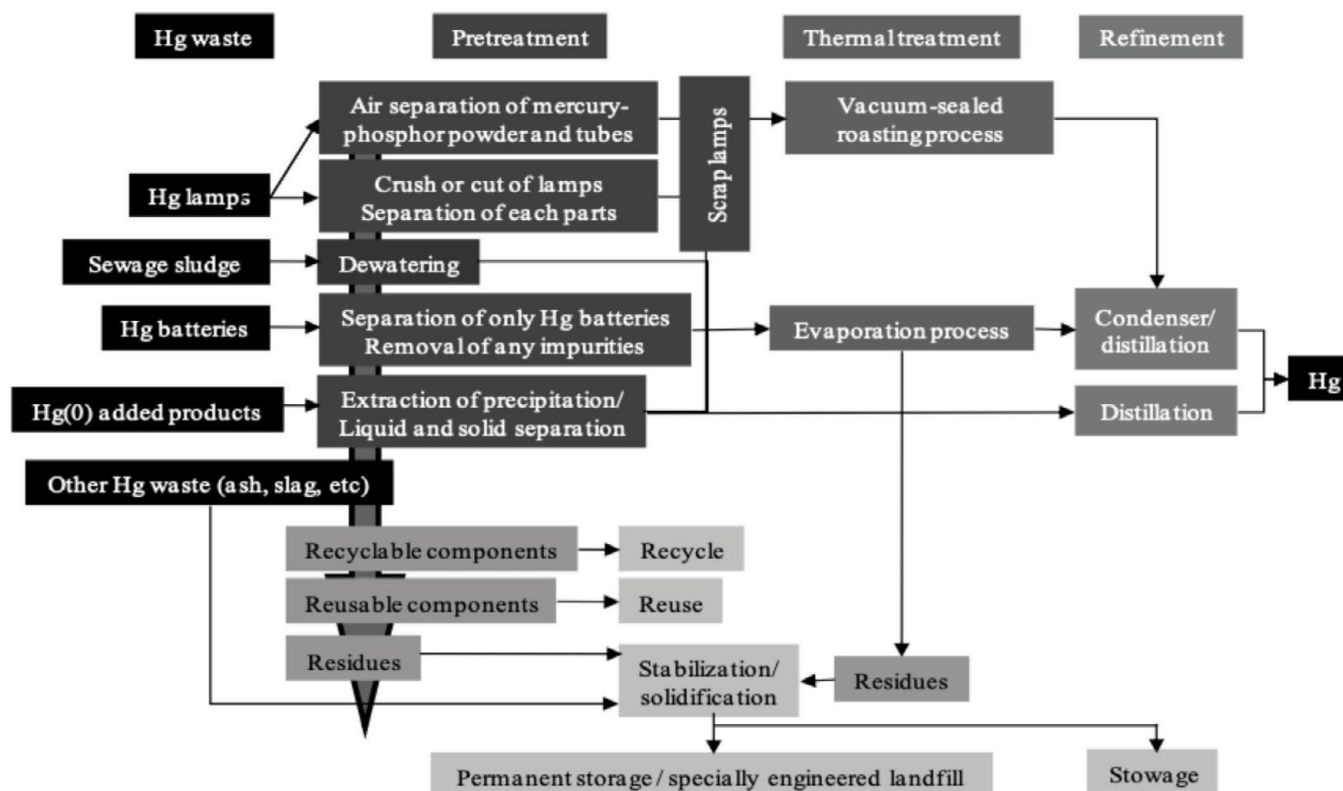 Hg waste
Pretreatment
Thermal treatment
Refinement
Air separation of mercury-
phosphor powder and tubes
Scrap lamps
Vacuum-sealed
roasting process
Hg lamps
Crush or cut of lamps
Separation of each parts
Sewage sludge
Dewatering
Hg batteries
Separation of only Hg batteries
Removal of any impurities
Evaporation process
Condenser/
distillation
Hg
Hg(0) added products
Extraction of precipitation/
Liquid and solid separation
Distillation
Other Hg waste (ash, slag, etc)
Recyclable components
Recycle
Reusable components
Reuse
Residues
Stabilization/
solidification
Residues
Permanent storage / specially engineered landfill
Stowage